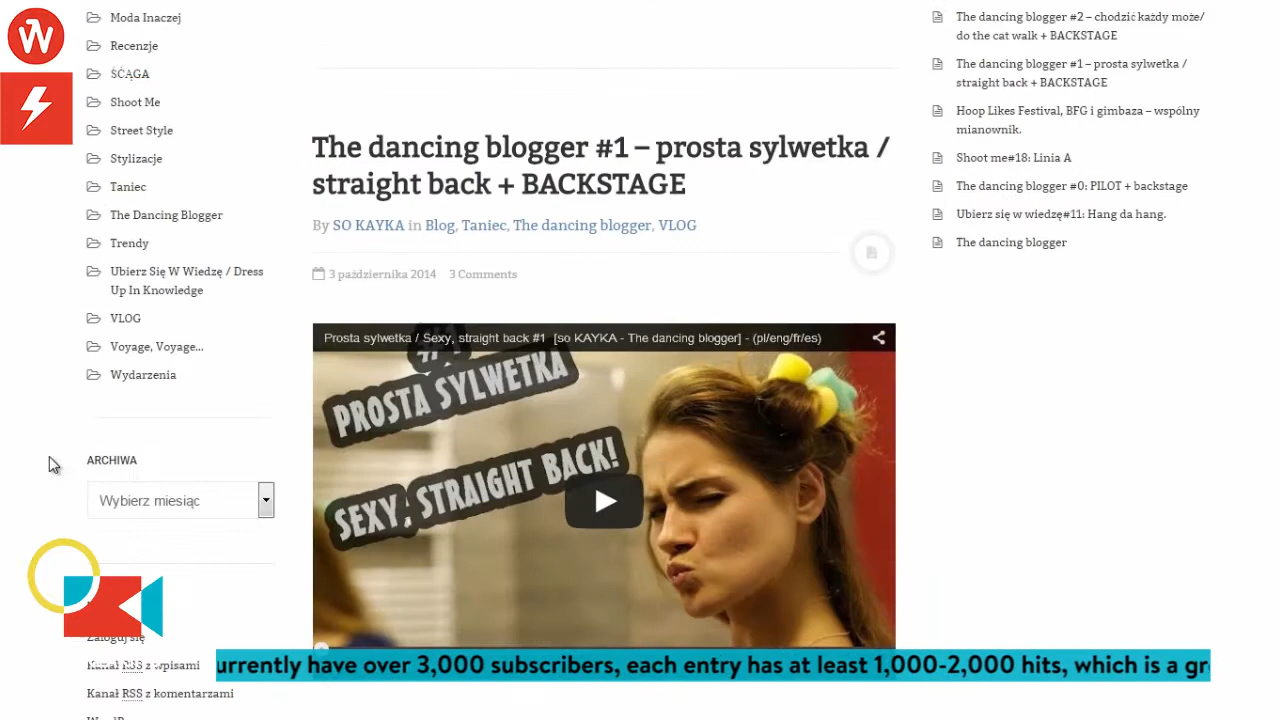 Moda Inaczej
Recenzje
ŚCĄGA
Shoot Me
Street Style
Stylizacje
Taniec
The Dancing Blogger
Trendy
Ubierz Się W Wiedzę / Dress
Up In Knowledge
VLOG
Voyage, Voyage...
Wydarzenia
ARCHIWA
Wybierz miesiąc
Zaloguj się
Kanał RSS z wpisami
Kanał RSS z komentarzami
The dancing blogger #1 – prosta sylwetka /
straight back + BACKSTAGE
By SO KAYKA in Blog, Taniec, The dancing blogger, VLOG
3 października 2014 3 Comments
Prosta sylwetka / Sexy, straight back #1 [so KAYKA - The dancing blogger] - (pl/eng/fr/es)
#1
PROSTA SYLWETKA
SEXY, STRAIGHT BACK!
The dancing blogger #2 – chodzić każdy może/
do the cat walk + BACKSTAGE
The dancing blogger #1 – prosta sylwetka /
straight back + BACKSTAGE
Hoop Likes Festival, BFG i gimbaza – wspólny
mianownik.
Shoot me#18: Linia A
The dancing blogger #0: PILOT + backstage
Ubierz się w wiedzę#11: Hang da hang.
The dancing blogger
urrently have over 3,000 subscribers, each entry has at least 1,000-2,000 hits, which is a gr